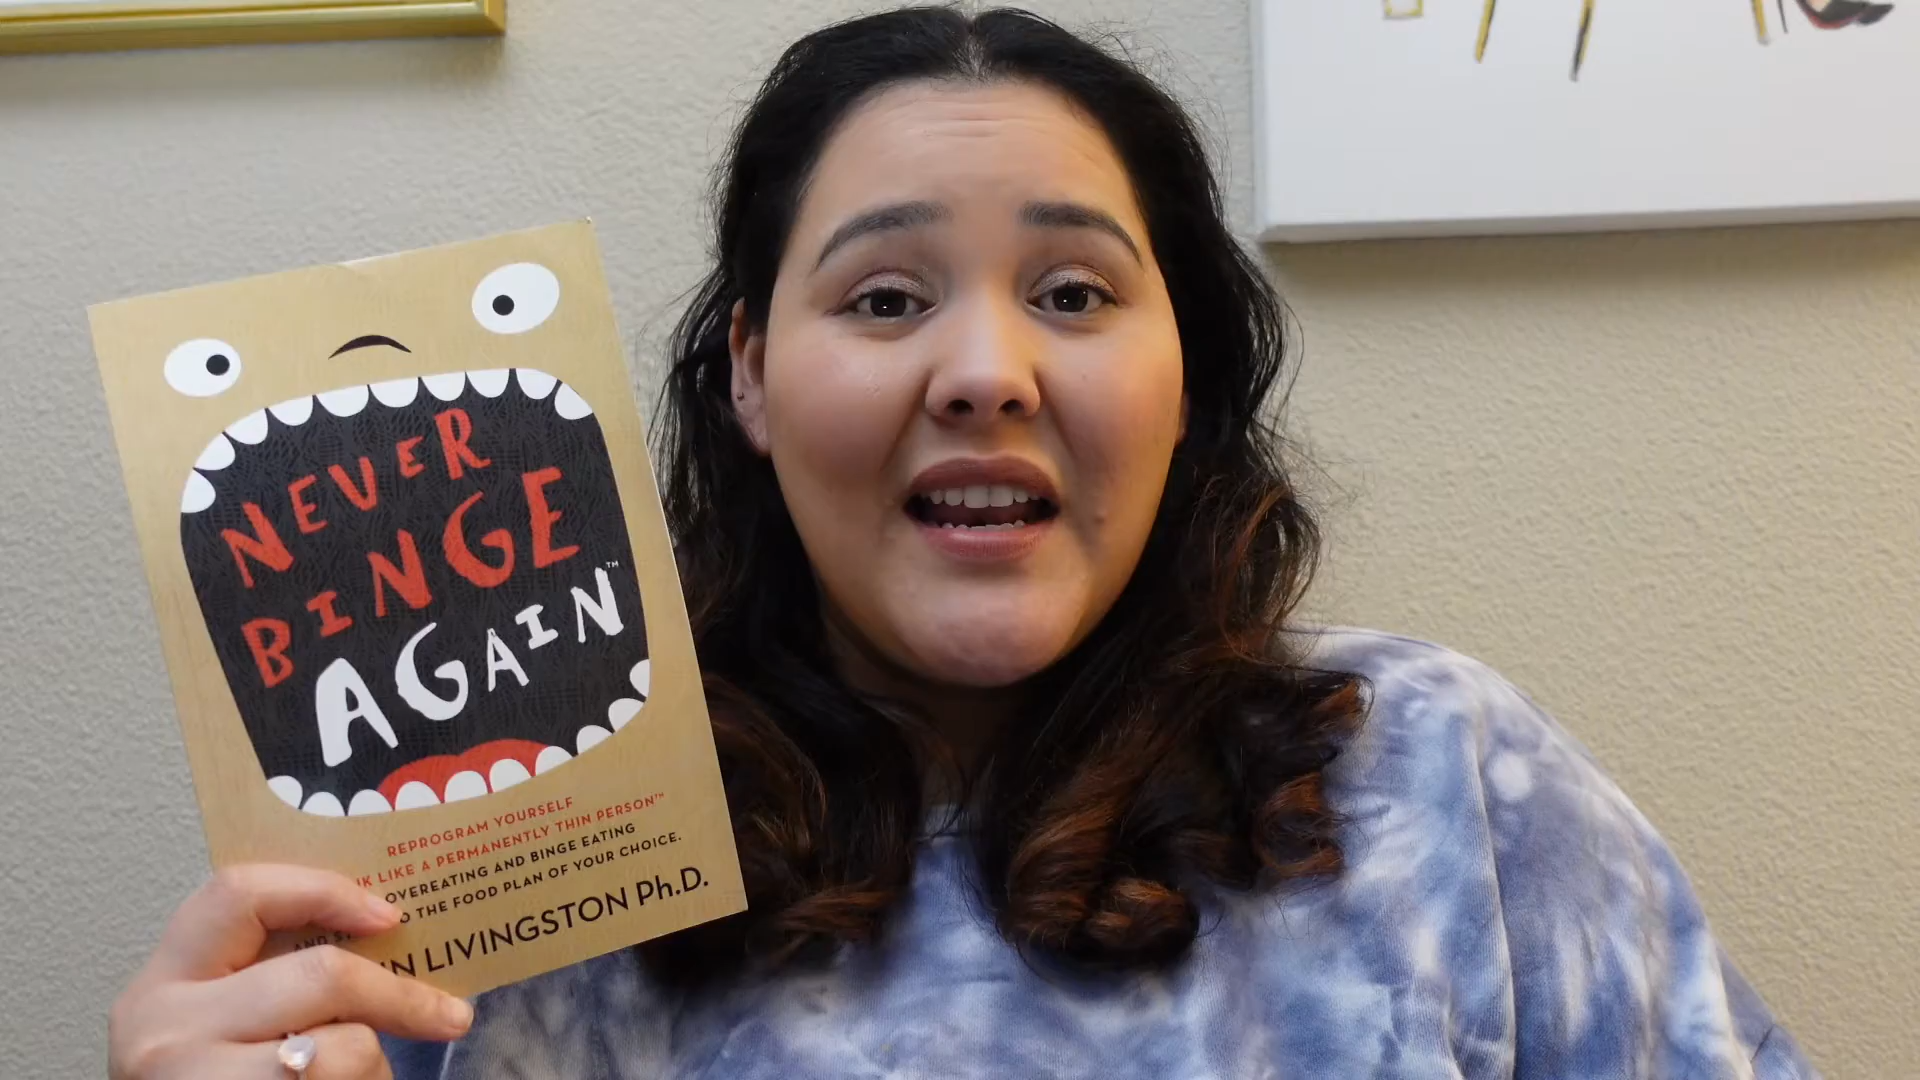 NEVER
BINGE
AGAIN™
REPROGRAM YOURSELF
LIKE A PERMANENTLY THIN PERSON™
OVEREATING AND BINGE EATING
THE FOOD PLAN OF YOUR CHOICE.
LIVINGSTON Ph.D.